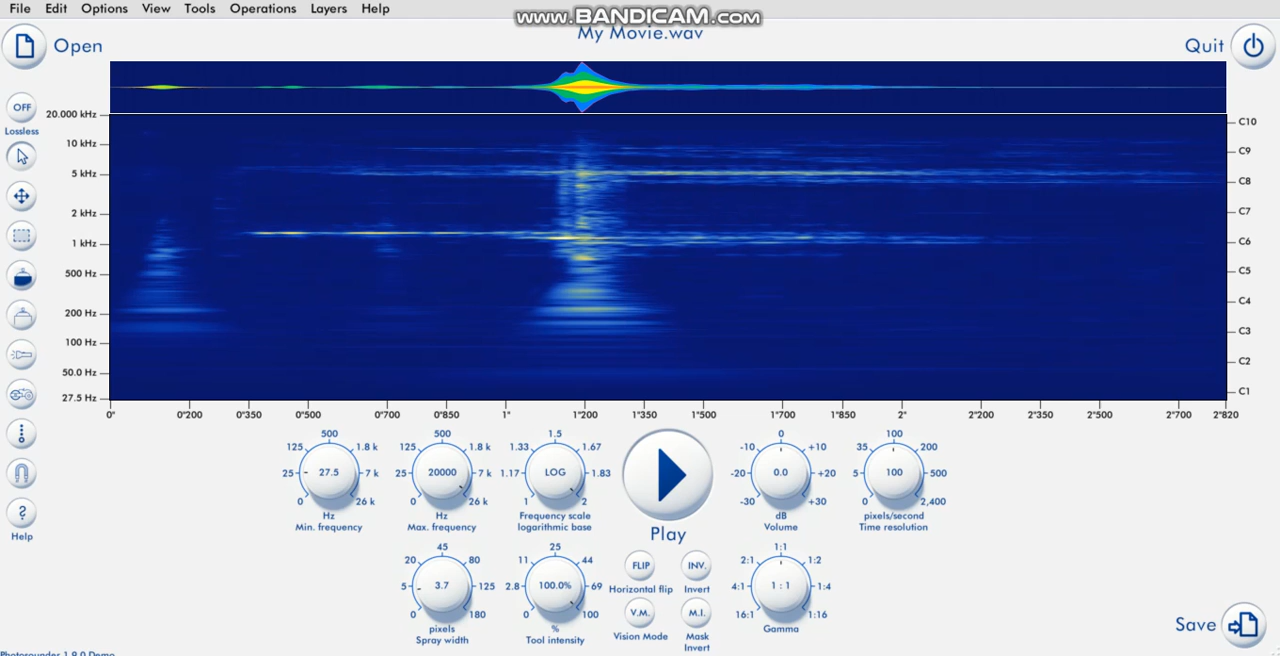 File Edit Options View Tools Operations Layers Help
www.BANDICAM.com
My Movie.wav
Open
Quit
OFF
Lossless
20.000 kHz
10 kHz
5 kHz
2 kHz
1 kHz
500 Hz
200 Hz
100 Hz
50.0 Hz
27.5 Hz
C10
C9
C8
C7
C6
C5
C4
C3
C2
C1
0" 0"200 0"350 0"500 0"700 0"850 1" 1"200 1"350 1"500 1"700 1"850 2" 2"200 2"350 2"500 2"700 2"820
?
Help
500
125 1.8 k
25 27.5 7 k
0 26 k
Hz
Min. frequency
500
125 1.8 k
25 20000 7 k
0 26 k
Hz
Max. frequency
1.5
1.33 1.67
1.17 LOG 1.83
1 2
Frequency scale
logarithmic base
Play
0
-10 +10
-20 0.0 +20
-30 +30
dB
Volume
100
35 200
5 100 500
0 2,400
pixels/second
Time resolution
45
20 80
5 3.7 125
0 180
pixels
Spray width
25
11 44
2.8 100.0% 69
0 100
%
Tool intensity
FLIP
Horizontal flip
INV.
Invert
V.M.
Vision Mode
M.I.
Mask
Invert
1:1
2:1 1:2
4:1 1 : 1 1:4
16:1 1:16
Gamma
Save
Photosounder 1.9.0 Demo